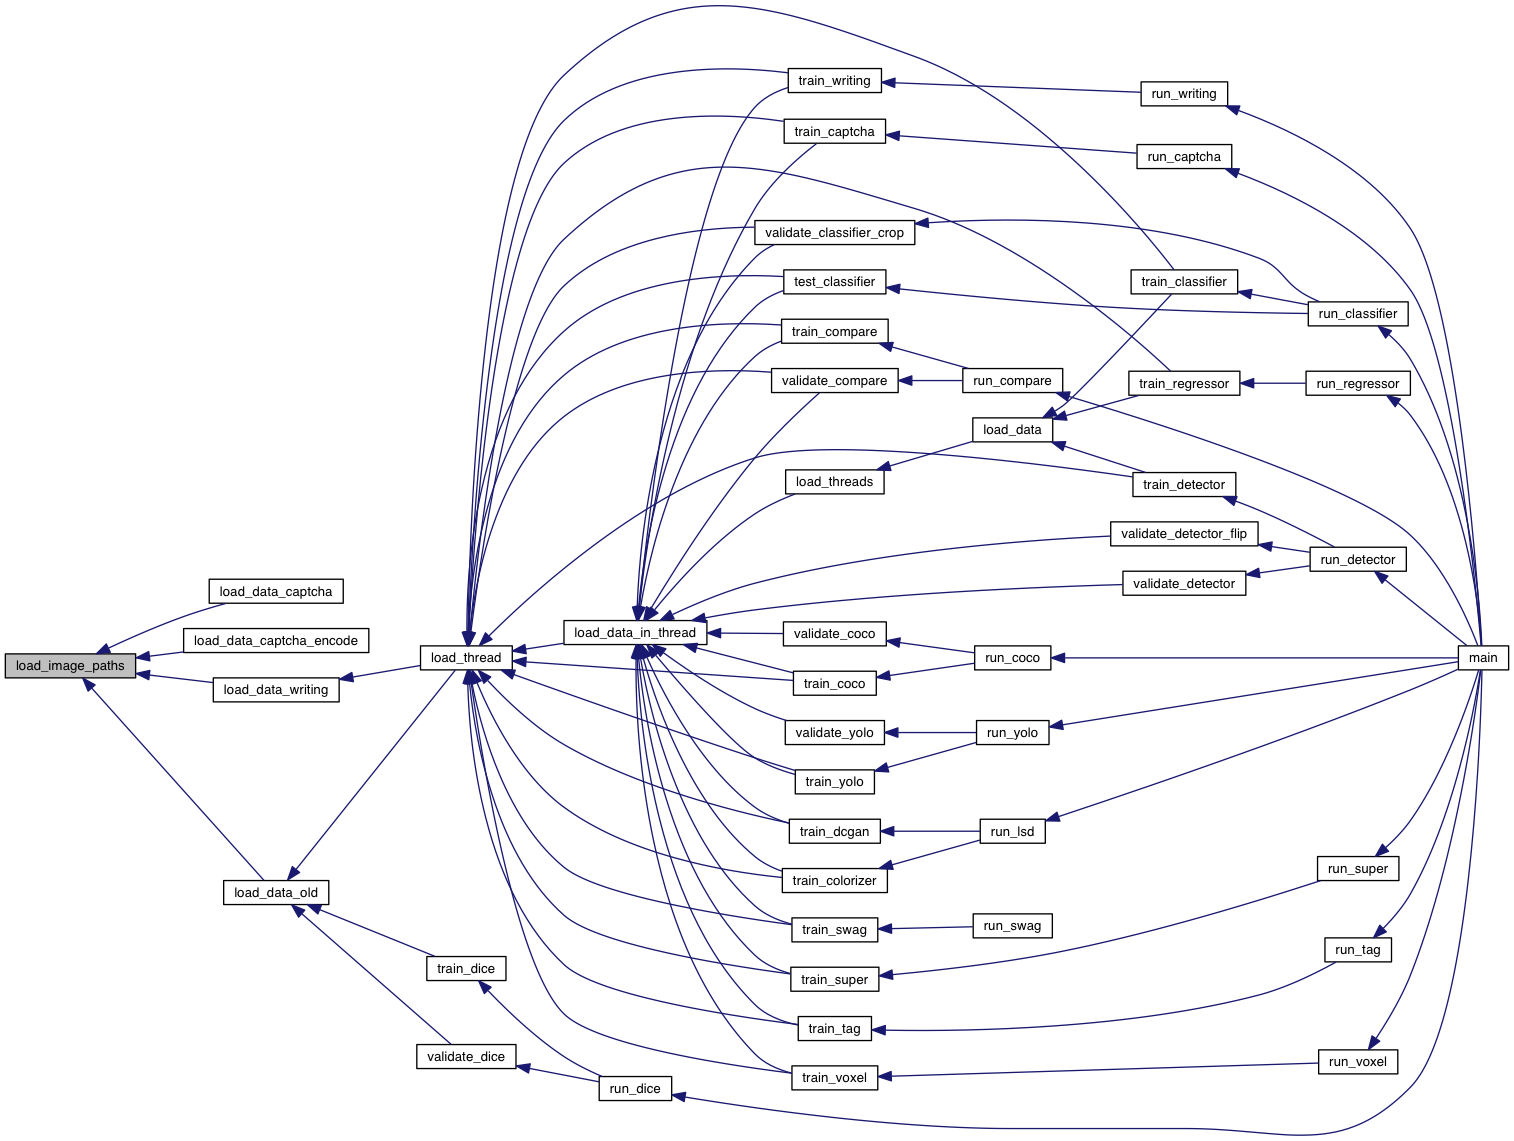 load_image_paths
load_data_captcha
load_data_captcha_encode
load_data_writing
load_data_old
load_thread
train_dice
validate_dice
load_data_in_thread
run_dice
train_writing
train_captcha
validate_classifier_crop
test_classifier
train_compare
validate_compare
load_threads
validate_coco
train_coco
validate_yolo
train_yolo
train_dcgan
train_colorizer
train_swag
train_super
train_tag
train_voxel
run_compare
load_data
run_coco
run_yolo
run_lsd
run_swag
run_writing
run_captcha
train_classifier
train_regressor
train_detector
validate_detector_flip
validate_detector
run_classifier
run_regressor
run_detector
run_super
run_tag
run_voxel
main